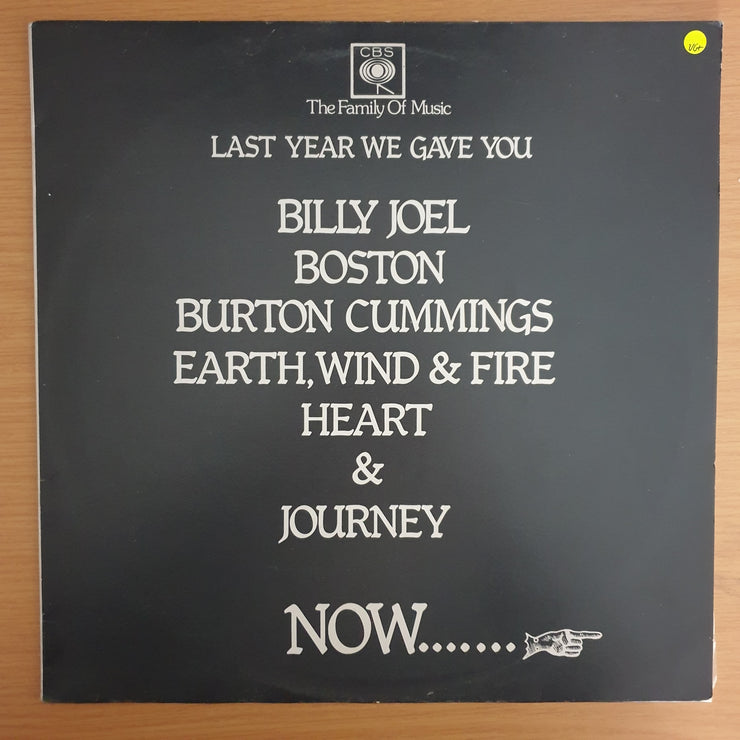 CBS
VG+
The Family Of Music
LAST YEAR WE GAVE YOU
BILLY JOEL
BOSTON
BURTON CUMMINGS
EARTH, WIND & FIRE
HEART
&
JOURNEY
NOW.......